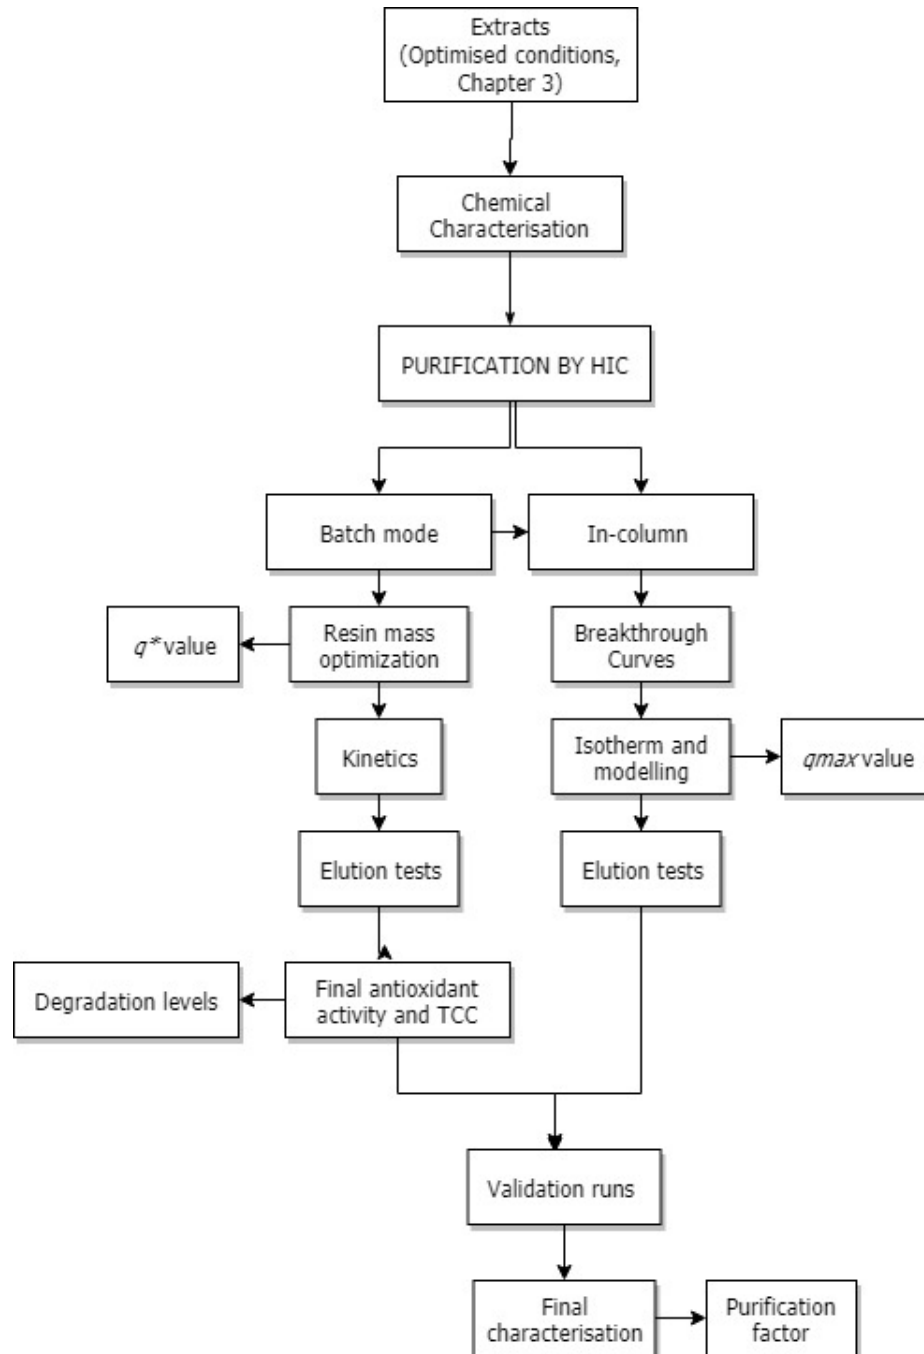 Extracts
(Optimised conditions,
Chapter 3)
Chemical
Characterisation
PURIFICATION BY HIC
Batch mode
In-column
q* value
Resin mass
optimization
Breakthrough
Curves
Kinetics
Isotherm and
modelling
qmax value
Elution tests
Elution tests
Degradation levels
Final antioxidant
activity and TCC
Validation runs
Final
characterisation
Purification
factor